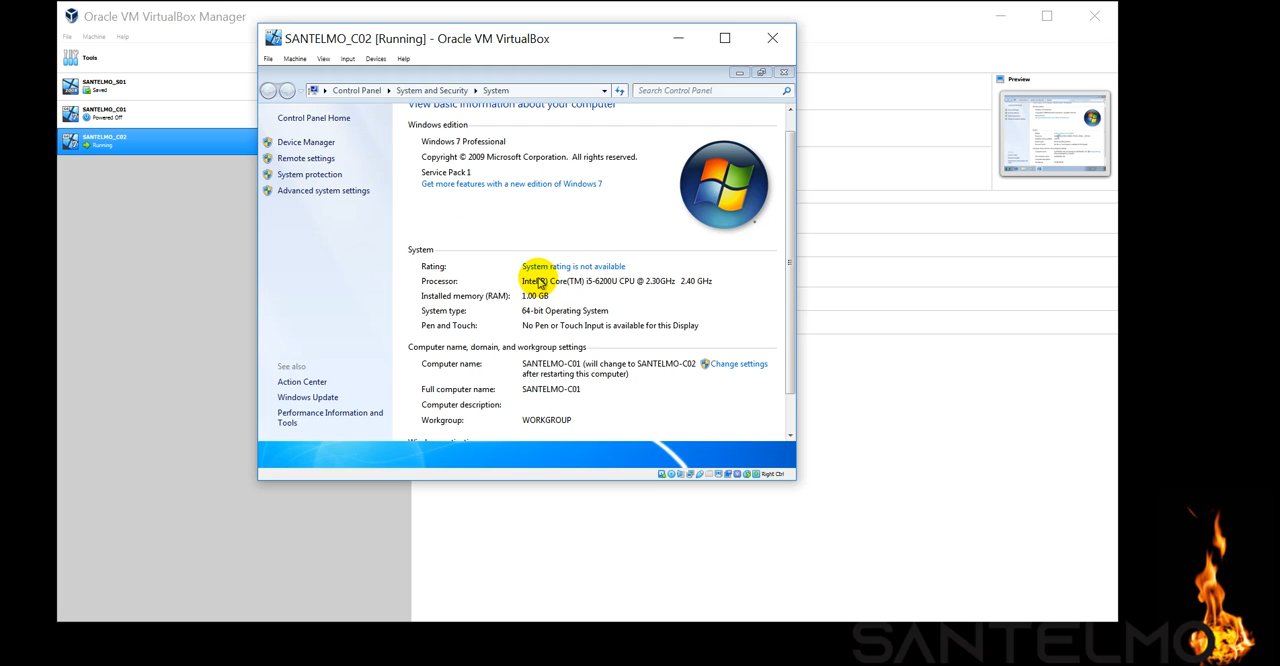 Oracle VM VirtualBox Manager
File Machine Help
Tools
SANTELMO_S01
Saved
SANTELMO_C01
Powered Off
SANTELMO_C02
Running
SANTELMO_C02 [Running] - Oracle VM VirtualBox
File Machine View Input Devices Help
Control Panel System and Security System
Search Control Panel
Control Panel Home
Device Manager
Remote settings
System protection
Advanced system settings
See also
Action Center
Windows Update
Performance Information and
Tools
View basic information about your computer
Windows edition
Windows 7 Professional
Copyright © 2009 Microsoft Corporation. All rights reserved.
Service Pack 1
Get more features with a new edition of Windows 7
System
Rating: System rating is not available
Processor: Intel(R) Core(TM) i5-6200U CPU @ 2.30GHz 2.40 GHz
Installed memory (RAM): 1.00 GB
System type: 64-bit Operating System
Pen and Touch: No Pen or Touch Input is available for this Display
Computer name, domain, and workgroup settings
Computer name: SANTELMO-C01 (will change to SANTELMO-C02
after restarting this computer)
Change settings
Full computer name: SANTELMO-C01
Computer description:
Workgroup: WORKGROUP
Right Ctrl
Preview
SANTELMO